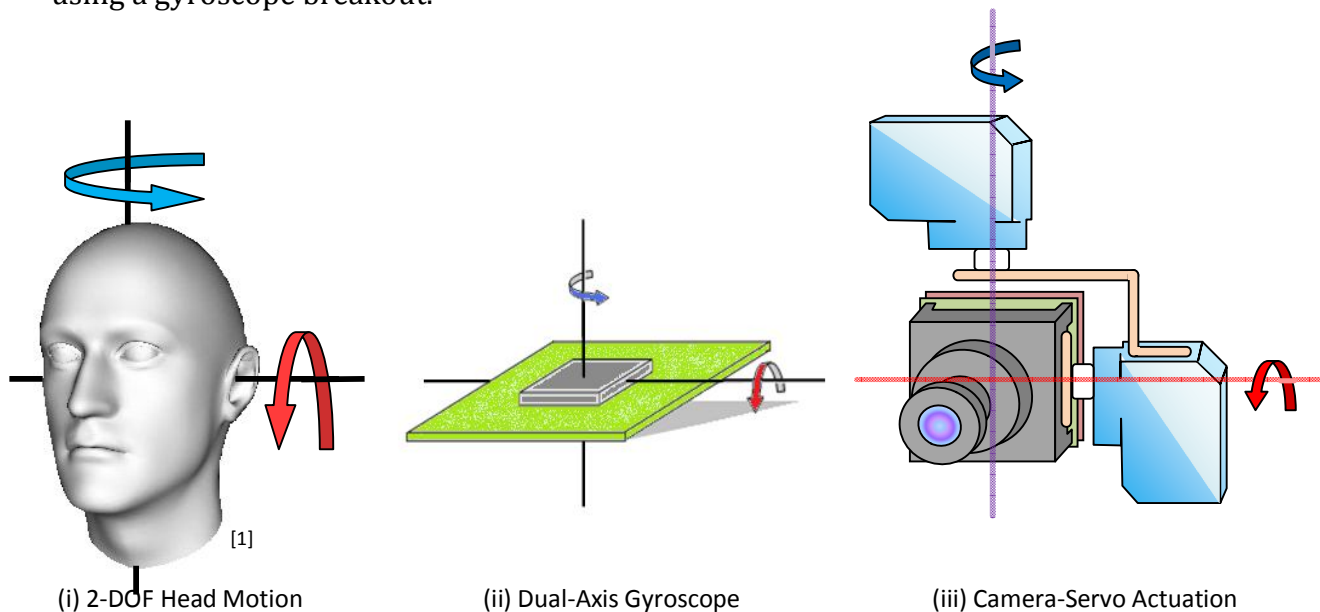 using a gyroscope breakout.
[1]
(i) 2-DOF Head Motion
(ii) Dual-Axis Gyroscope
(iii) Camera-Servo Actuation